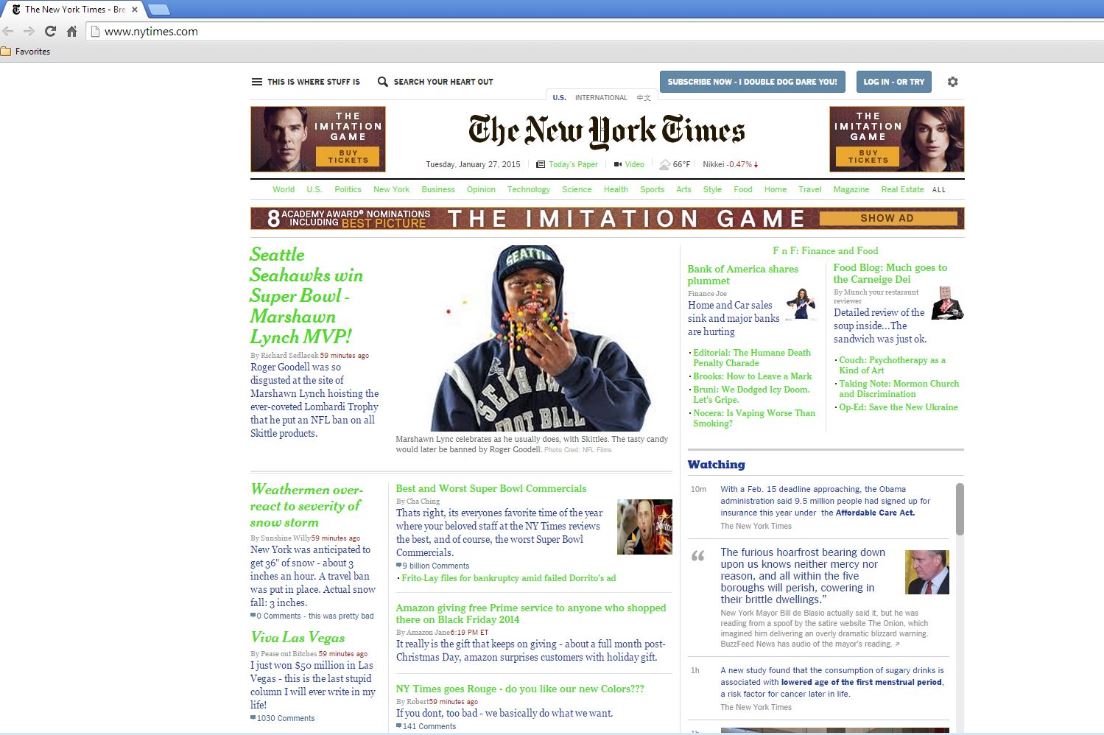 The New York Times - Bre
www.nytimes.com
Favorites
THIS IS WHERE STUFF IS
SEARCH YOUR HEART OUT
SUBSCRIBE NOW - I DOUBLE DOG DARE YOU!
LOG IN - OR TRY
U.S. INTERNATIONAL 中文
THE
IMITATION
GAME
BUY
TICKETS
The New York Times
THE
IMITATION
GAME
BUY
TICKETS
Tuesday, January 27, 2015 Today's Paper Video 66°F Nikkei -0.47%
World U.S. Politics New York Business Opinion Technology Science Health Sports Arts Style Food Home Travel Magazine Real Estate ALL
8 ACADEMY AWARD® NOMINATIONS
INCLUDING BEST PICTURE
THE IMITATION GAME
SHOW AD
Seattle
Seahawks win
Super Bowl -
Marshawn
Lynch MVP!
By Richard Sedlacek 59 minutes ago
Roger Goodell was so
disgusted at the site of
Marshawn Lynch hoisting the
ever-coveted Lombardi Trophy
that he put an NFL ban on all
Skittle products.
SEATTLE
SEAHAWKS
FOOTBALL
Marshawn Lync celebrates as he usually does, with Skittles. The tasty candy
would later be banned by Roger Goodell. Photo Cred: NFL Films
F n F: Finance and Food
Bank of America shares
plummet
Finance Joe
Home and Car sales
sink and major banks
are hurting
· Editorial: The Humane Death
Penalty Charade
· Brooks: How to Leave a Mark
· Bruni: We Dodged Icy Doom.
Let's Gripe.
· Nocera: Is Vaping Worse Than
Smoking?
Food Blog: Much goes to
the Carneige Dei
By Munch your restaraunt
reviewer
Detailed review of the
soup inside...The
sandwich was just ok.
· Couch: Psychotherapy as a
Kind of Art
· Taking Note: Mormon Church
and Discrimination
· Op-Ed: Save the New Ukraine
Weathermen over-
react to severity of
snow storm
By Sunshine Willy59 minutes ago
New York was anticipated to
get 36" of snow - about 3
inches an hour. A travel ban
was put in place. Actual snow
fall: 3 inches.
0 Comments - this was pretty bad
Viva Las Vegas
By Pease out Bitches 59 minutes ago
I just won $50 million in Las
Vegas - this is the last stupid
column I will ever write in my
life!
1030 Comments
Best and Worst Super Bowl Commercials
By Cha Ching
Thats right, its everyones favorite time of the year
where your beloved staff at the NY Times reviews
the best, and of course, the worst Super Bowl
Commercials.
9 billion Comments
· Frito-Lay files for bankruptcy amid failed Dorrito's ad
Doritos
Amazon giving free Prime service to anyone who shopped
there on Black Friday 2014
By Amazon Jane6:19 PM ET
It really is the gift that keeps on giving - about a full month post-
Christmas Day, amazon surprises customers with holiday gift.
NY Times goes Rouge - do you like our new Colors???
By Robert59 minutes ago
If you dont, too bad - we basically do what we want.
141 Comments
Watching
10m
With a Feb. 15 deadline approaching, the Obama
administration said 9.5 million people had signed up for
insurance this year under the Affordable Care Act.
The New York Times
“
The furious hoarfrost bearing down
upon us knows neither mercy nor
reason, and all within the five
boroughs will perish, cowering in
their brittle dwellings.”
New York Mayor Bill de Blasio actually said it, but he was
reading from a spoof by the satire website The Onion, which
imagined him delivering an overly dramatic blizzard warning.
BuzzFeed News has audio of the mayor's reading.
1h
A new study found that the consumption of sugary drinks is
associated with lowered age of the first menstrual period,
a risk factor for cancer later in life.
The New York Times